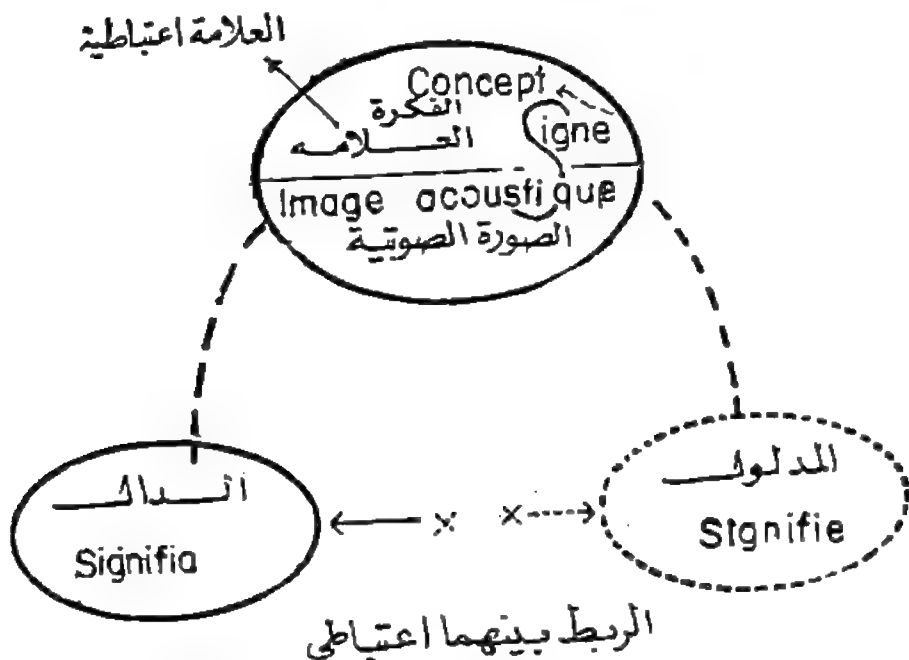 العلامة اعتباطية
Concept
الفكرة
Signe
العلامه
Image acoustique
الصورة الصوتية
الدال
Signifia
المدلول
Signifie
الربط بينهما اعتباطي